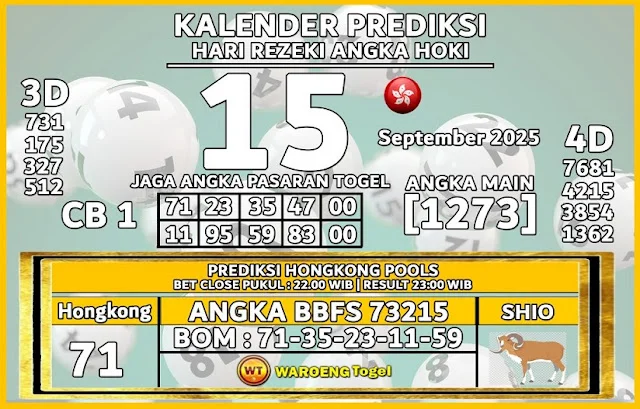 KALENDER PREDIKSI
HARI REZEKI ANGKA HOKI
3D
731
175
327
512
15
September 2025
4D
7681
4215
3854
1362
JAGA ANGKA PASARAN TOGEL
CB 1
71 23 35 47 00
11 95 59 83 00
ANGKA MAIN
[1273]
PREDIKSI HONGKONG POOLS
BET CLOSE PUKUL : 22.00 WIB | RESULT 23:00 WIB
Hongkong
71
ANGKA BBFS 73215
BOM : 71-35-23-11-59
WT WAROENG Togel
SHIO